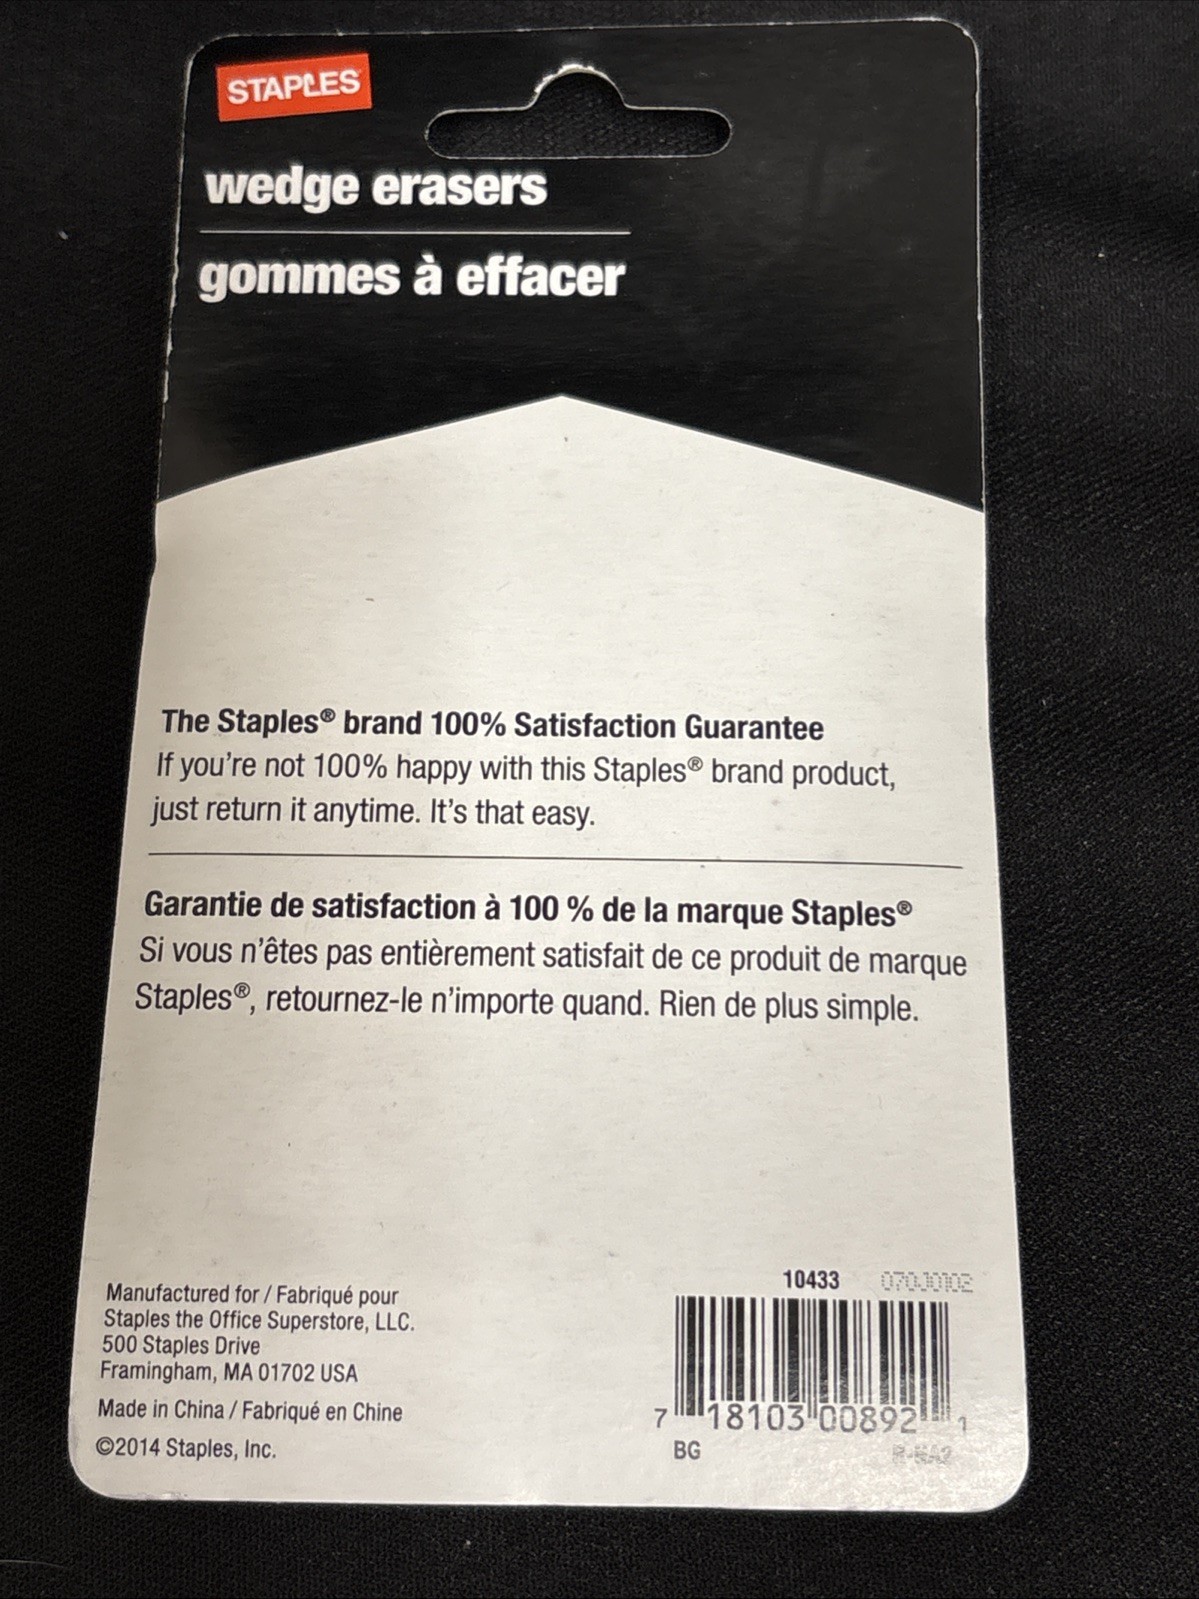 STAPLES
wedge erasers
gommes à effacer
The Staples® brand 100% Satisfaction Guarantee
If you're not 100% happy with this Staples® brand product,
just return it anytime. It's that easy.
Garantie de satisfaction à 100 % de la marque Staples®
Si vous n'êtes pas entièrement satisfait de ce produit de marque
Staples®, retournez-le n'importe quand. Rien de plus simple.
Manufactured for / Fabriqué pour
Staples the Office Superstore, LLC.
500 Staples Drive
Framingham, MA 01702 USA
Made in China / Fabriqué en Chine
©2014 Staples, Inc.
10433
7 18103 00892 1
BG